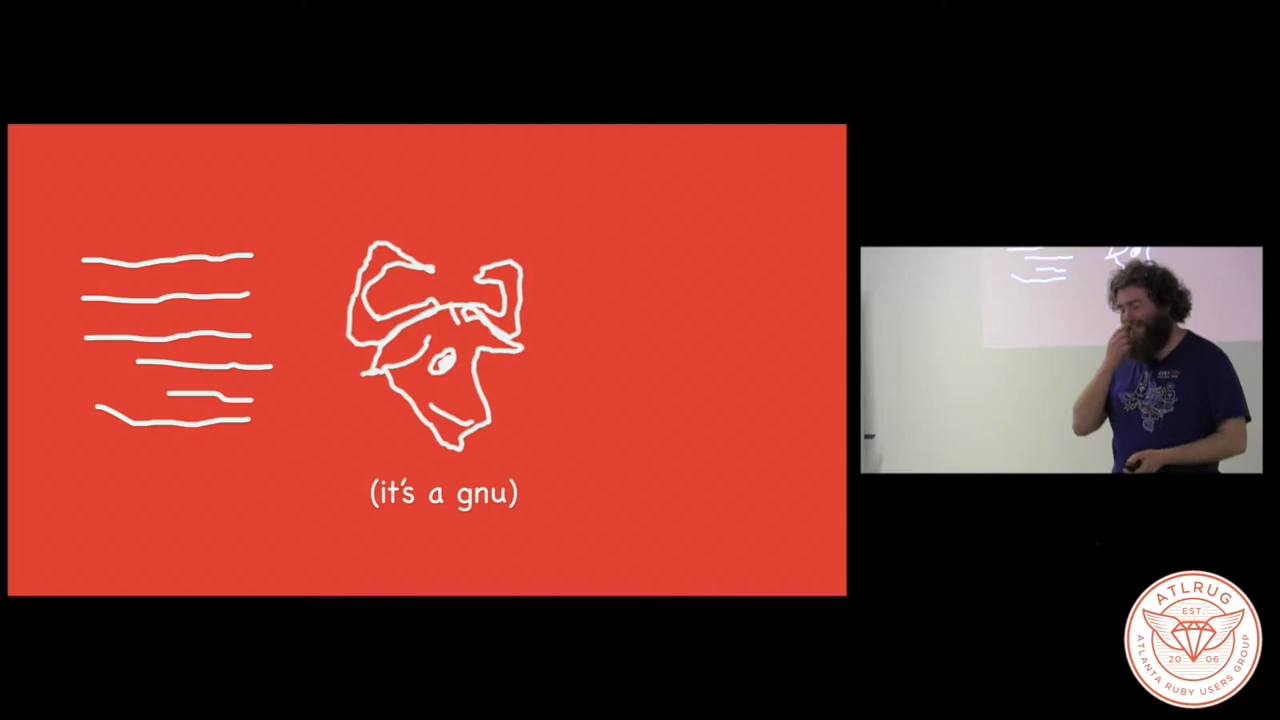 (it's a gnu)
ATLRUG
EST.
20 06
ATLANTA RUBY USERS GROUP